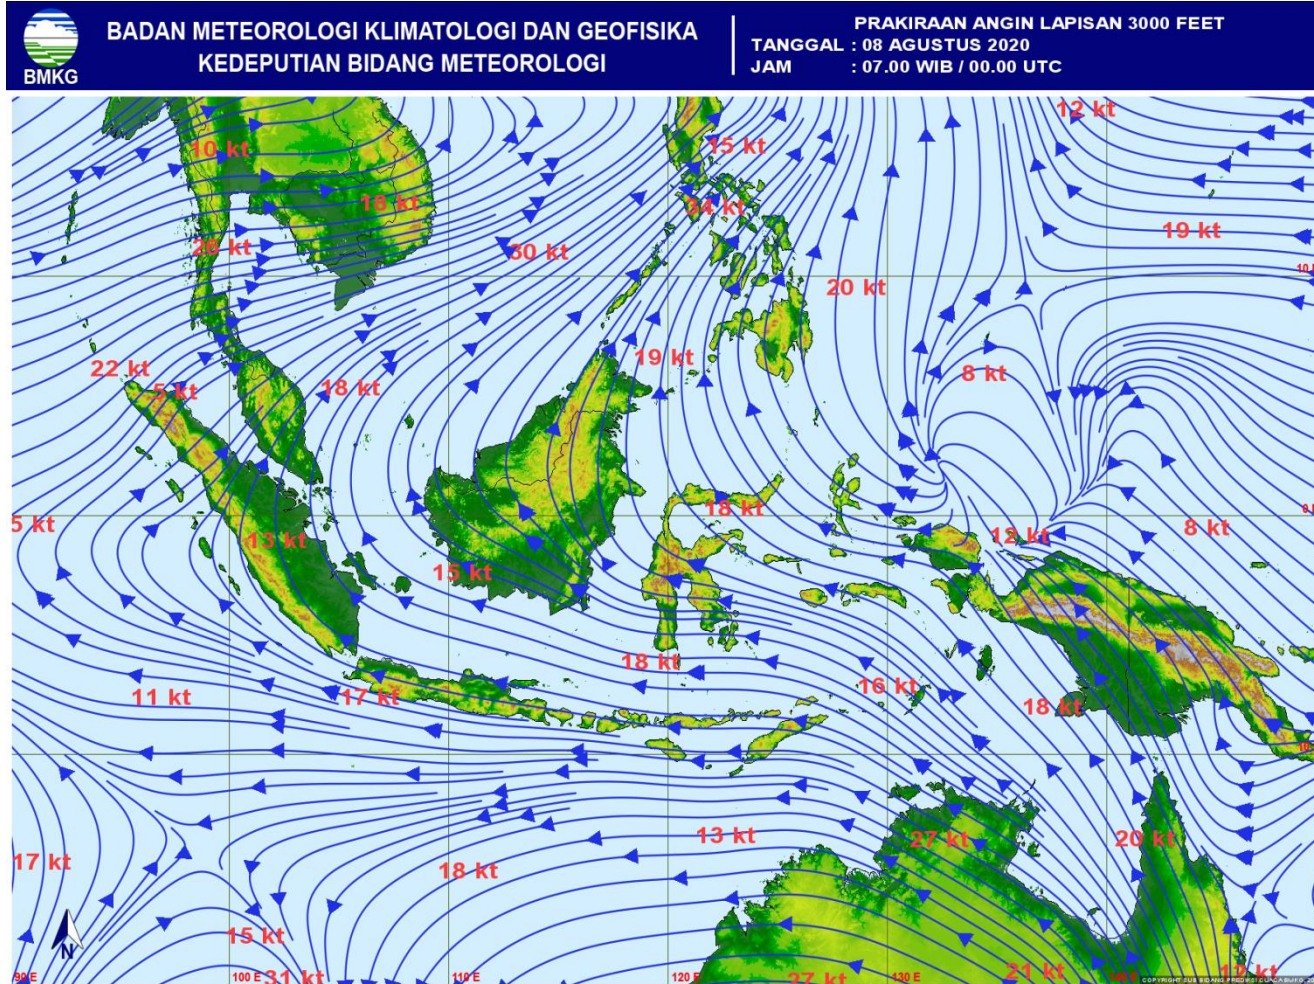 BADAN METEOROLOGI KLIMATOLOGI DAN GEOFISIKA
KEDEPUTIAN BIDANG METEOROLOGI
BMKG
PRAKIRAAN ANGIN LAPISAN 3000 FEET
TANGGAL : 08 AGUSTUS 2020
JAM : 07.00 WIB / 00.00 UTC
12 kt
10 kt
15 kt
18 kt
34 kt
19 kt
20 kt
30 kt
20 kt
19 kt
22 kt
8 kt
5 kt
18 kt
18 kt
5 kt
8 kt
13 kt
12 kt
15 kt
18 kt
16 kt
11 kt
17 kt
18 kt
13 kt
27 kt
20 kt
17 kt
18 kt
15 kt
N
90 E
100 E
31 kt
110 E
120 E
27 kt
130 E
21 kt
12 kt